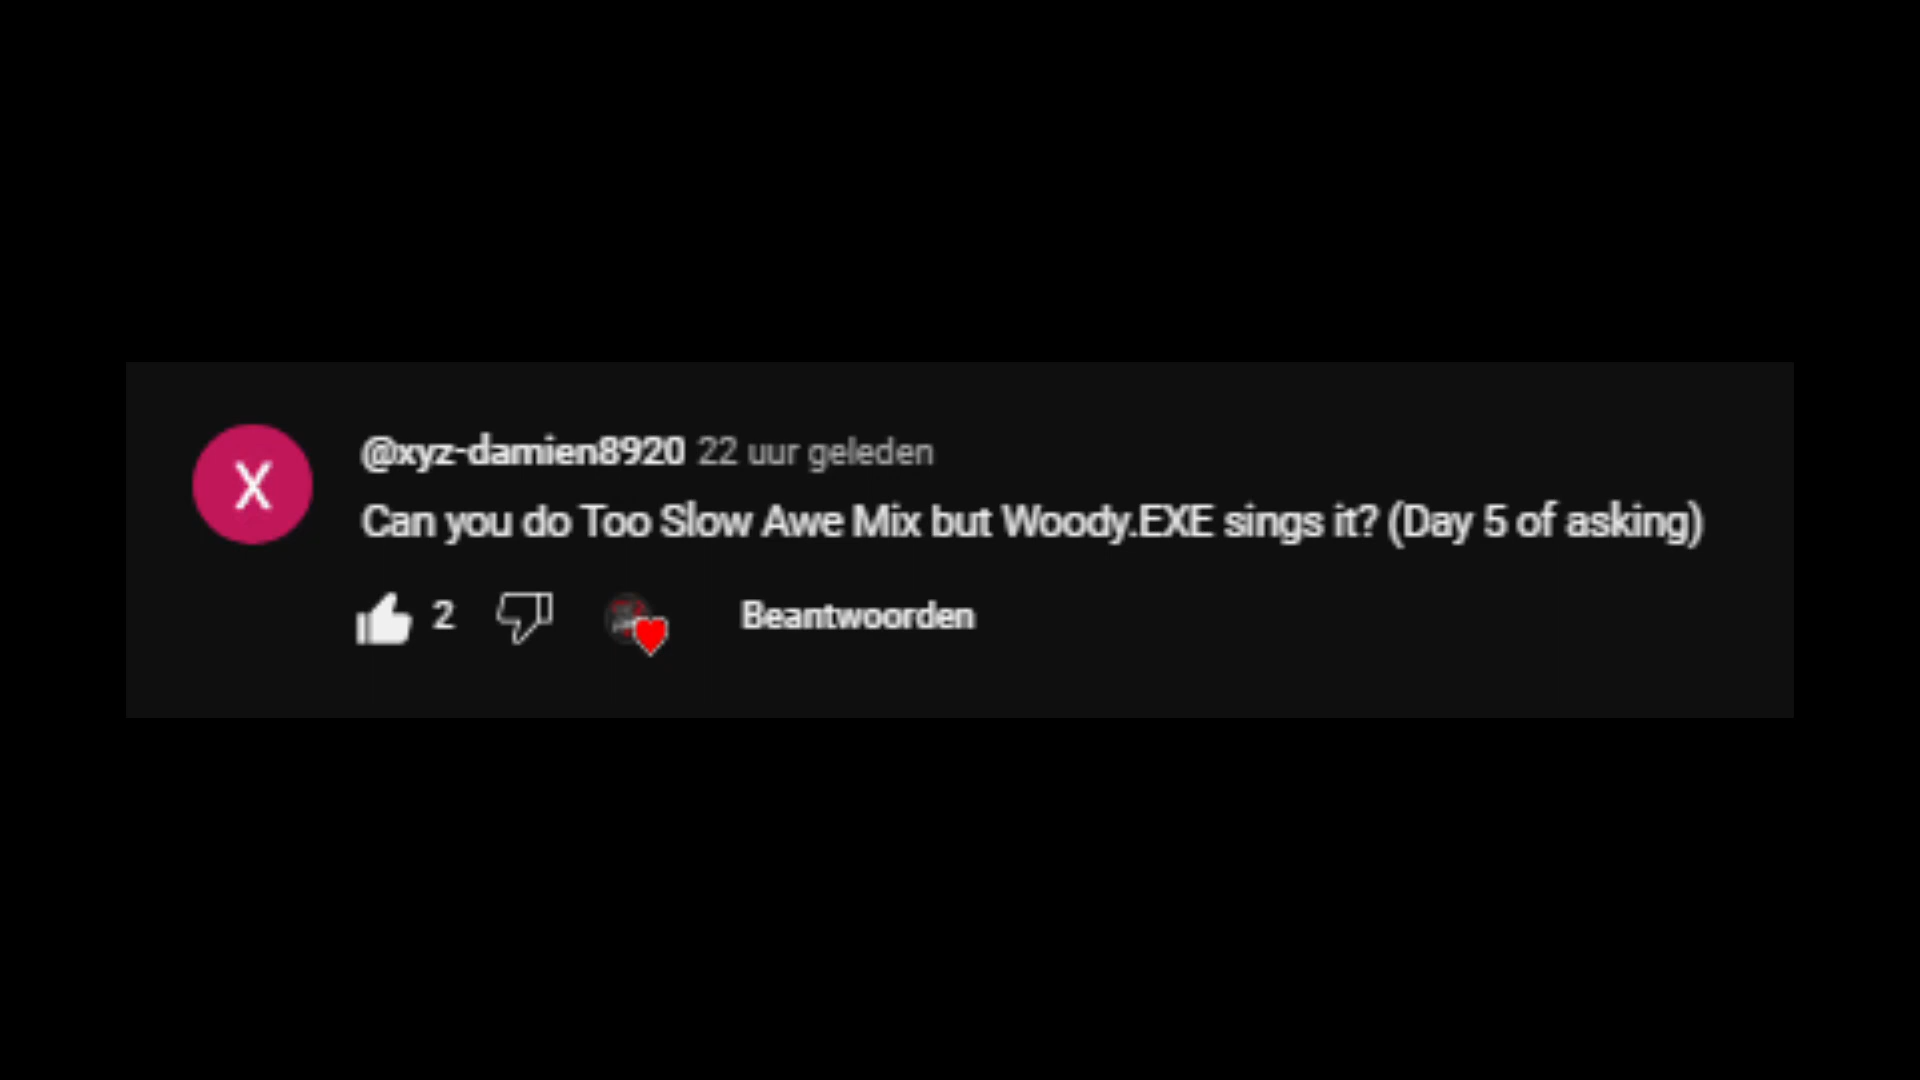 X
@xyz-damien8920 22 uur geleden
Can you do Too Slow Awe Mix but Woody.EXE sings it? (Day 5 of asking)
2
Beantwoorden